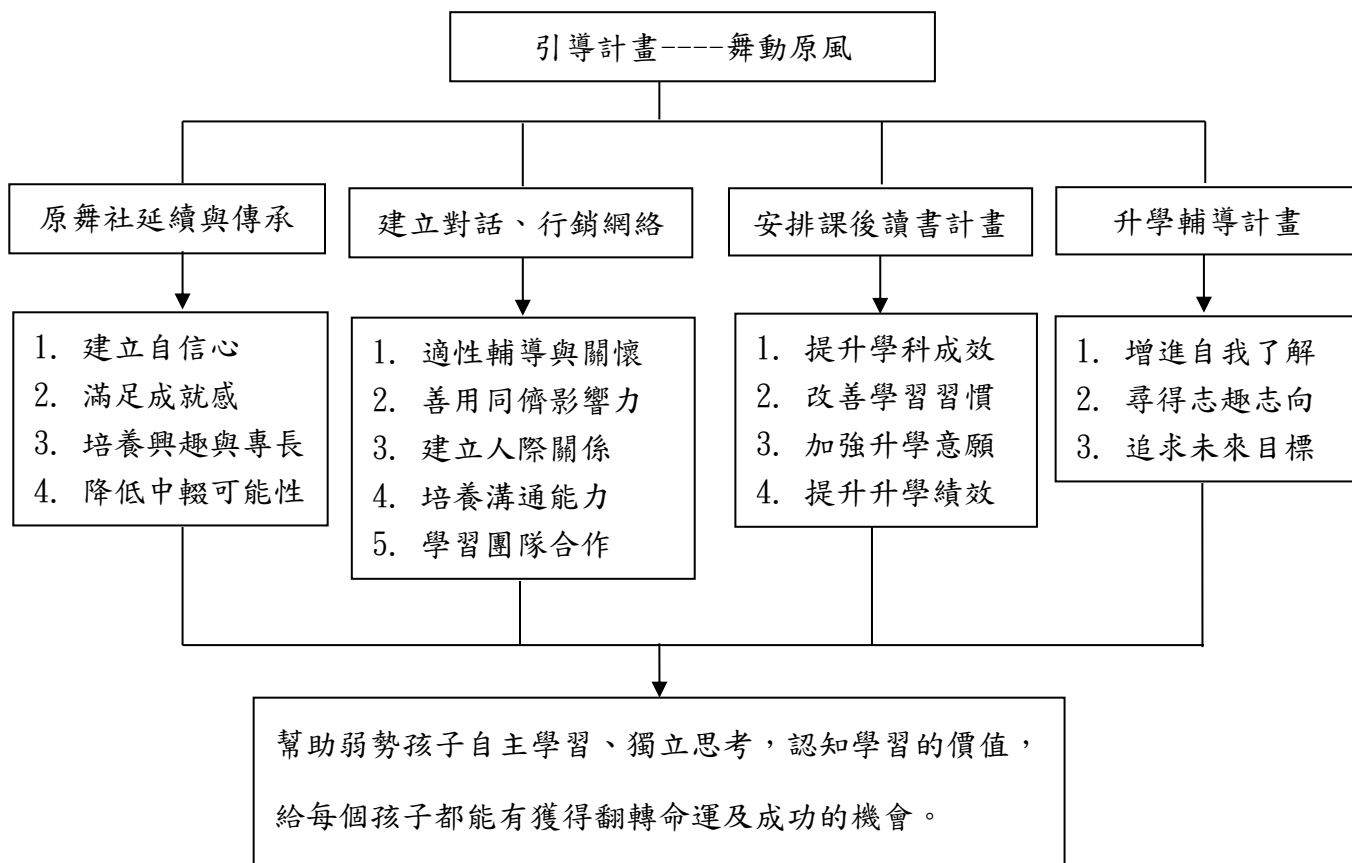 引導計畫----舞動原風
原舞社延續與傳承
建立對話、行銷網絡
安排課後讀書計畫
升學輔導計畫
1. 建立自信心
2. 滿足成就感
3. 培養興趣與專長
4. 降低中輟可能性
1. 適性輔導與關懷
2. 善用同儕影響力
3. 建立人際關係
4. 培養溝通能力
5. 學習團隊合作
1. 提升學科成效
2. 改善學習習慣
3. 加強升學意願
4. 提升升學績效
1. 增進自我了解
2. 尋得志趣志向
3. 追求未來目標
幫助弱勢孩子自主學習、獨立思考，認知學習的價值，
給每個孩子都能有獲得翻轉命運及成功的機會。